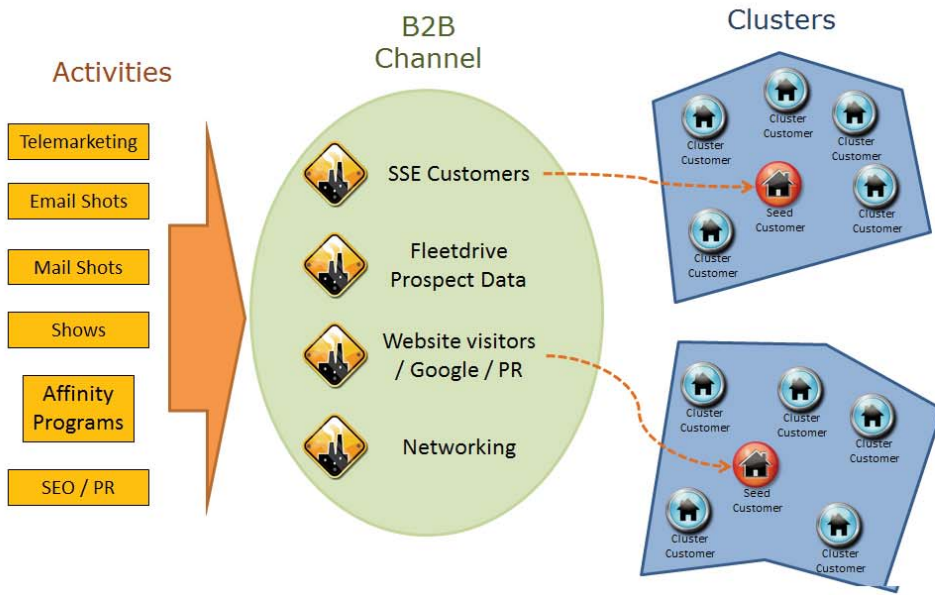 Activities
Telemarketing
Email Shots
Mail Shots
Shows
Affinity
Programs
SEO / PR
B2B
Channel
SSE Customers
Fleetdrive
Prospect Data
Website visitors
/ Google / PR
Networking
Clusters
Cluster
Customer
Cluster
Customer
Cluster
Customer
Seed
Customer
Cluster
Customer
Cluster
Customer
Cluster
Customer
Cluster
Customer
Cluster
Customer
Seed
Customer
Cluster
Customer
Cluster
Customer